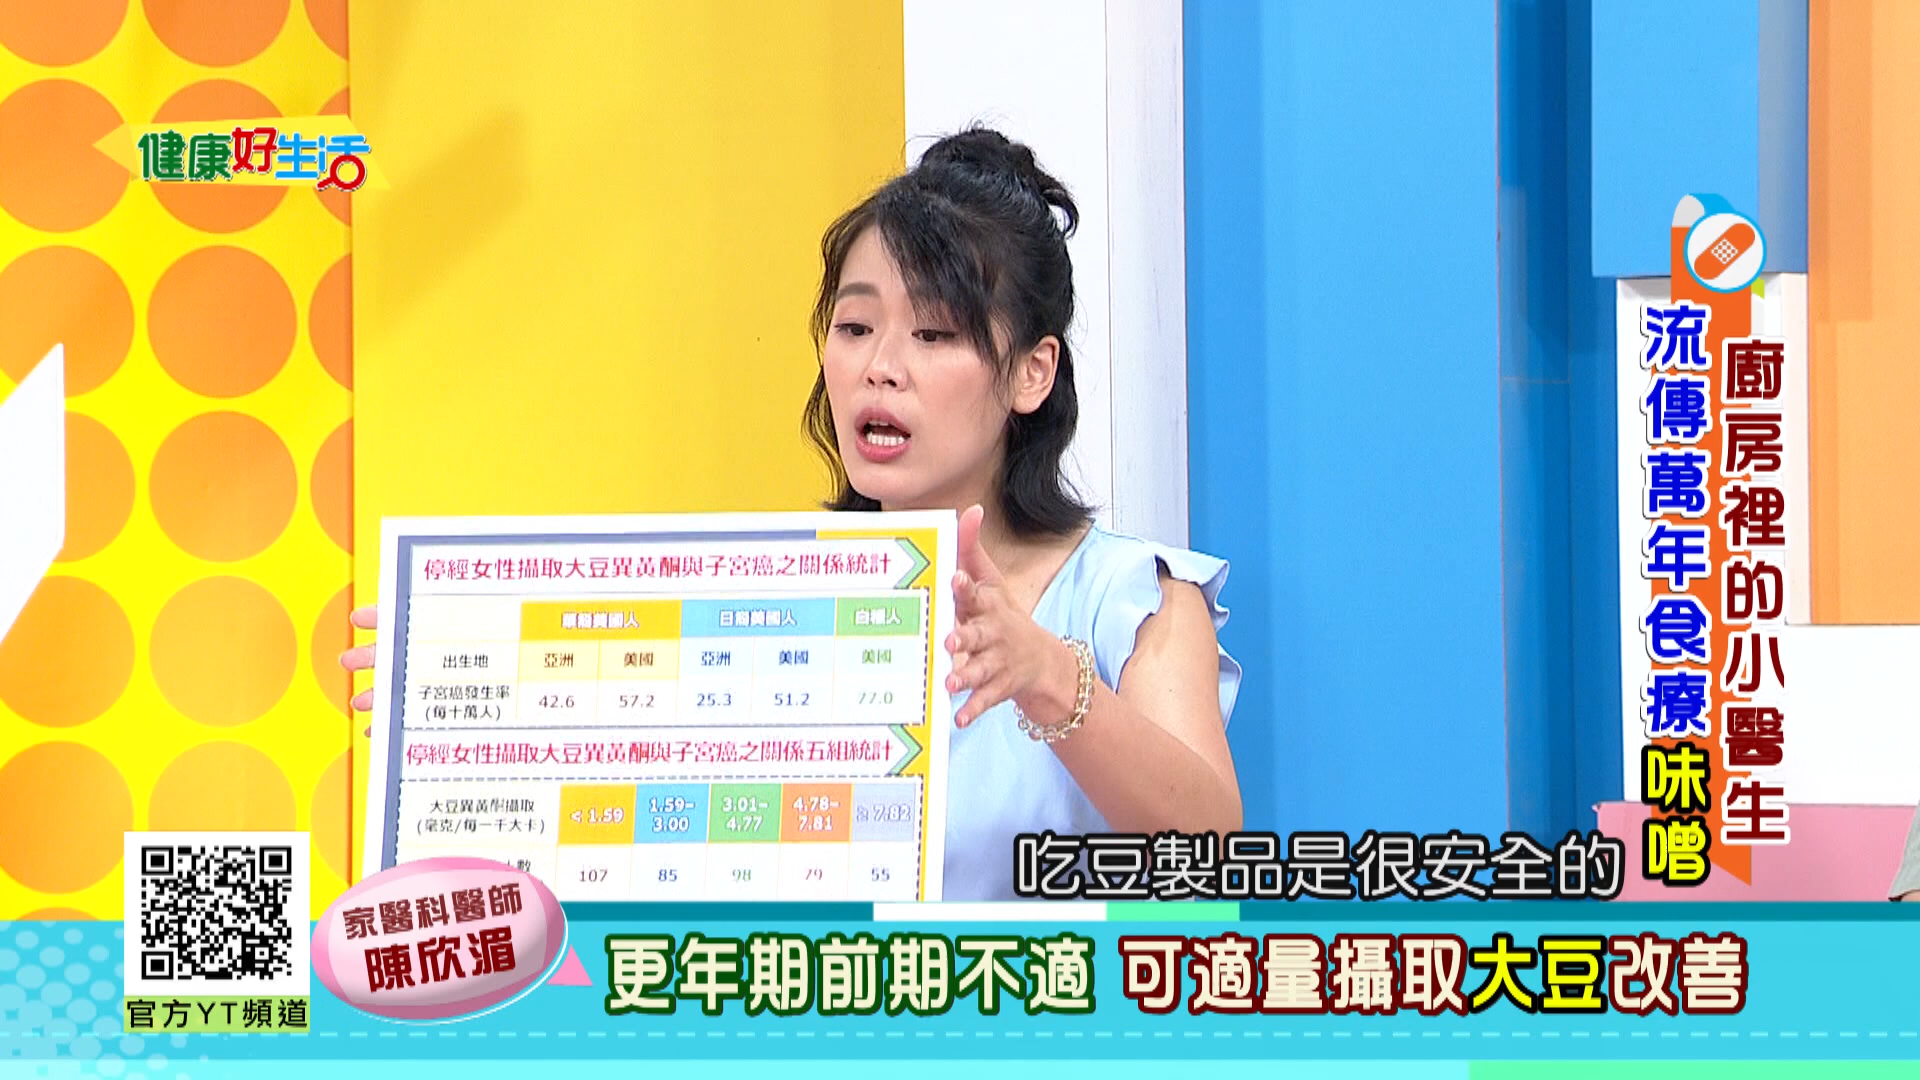 健康好生活
廚房裡的小醫生
流傳萬年食療味噌
停經女性攝取大豆異黃酮與子宮癌之關係統計
華裔美國人 日裔美國人 白種人
出生地 亞洲 美國 亞洲 美國 美國
子宮癌發生率
(每十萬人) 42.6 57.2 25.3 51.2 77.0
停經女性攝取大豆異黃酮與子宮癌之關係五組統計
大豆異黃酮攝取
(毫克/每一千大卡) < 1.59 1.59-3.00 3.01-4.77 4.78-7.81 ≥ 7.82
人數 107 85 98 79 55
吃豆製品是很安全的
家醫科醫師
陳欣湄
更年期前期不適 可適量攝取大豆改善
官方YT頻道